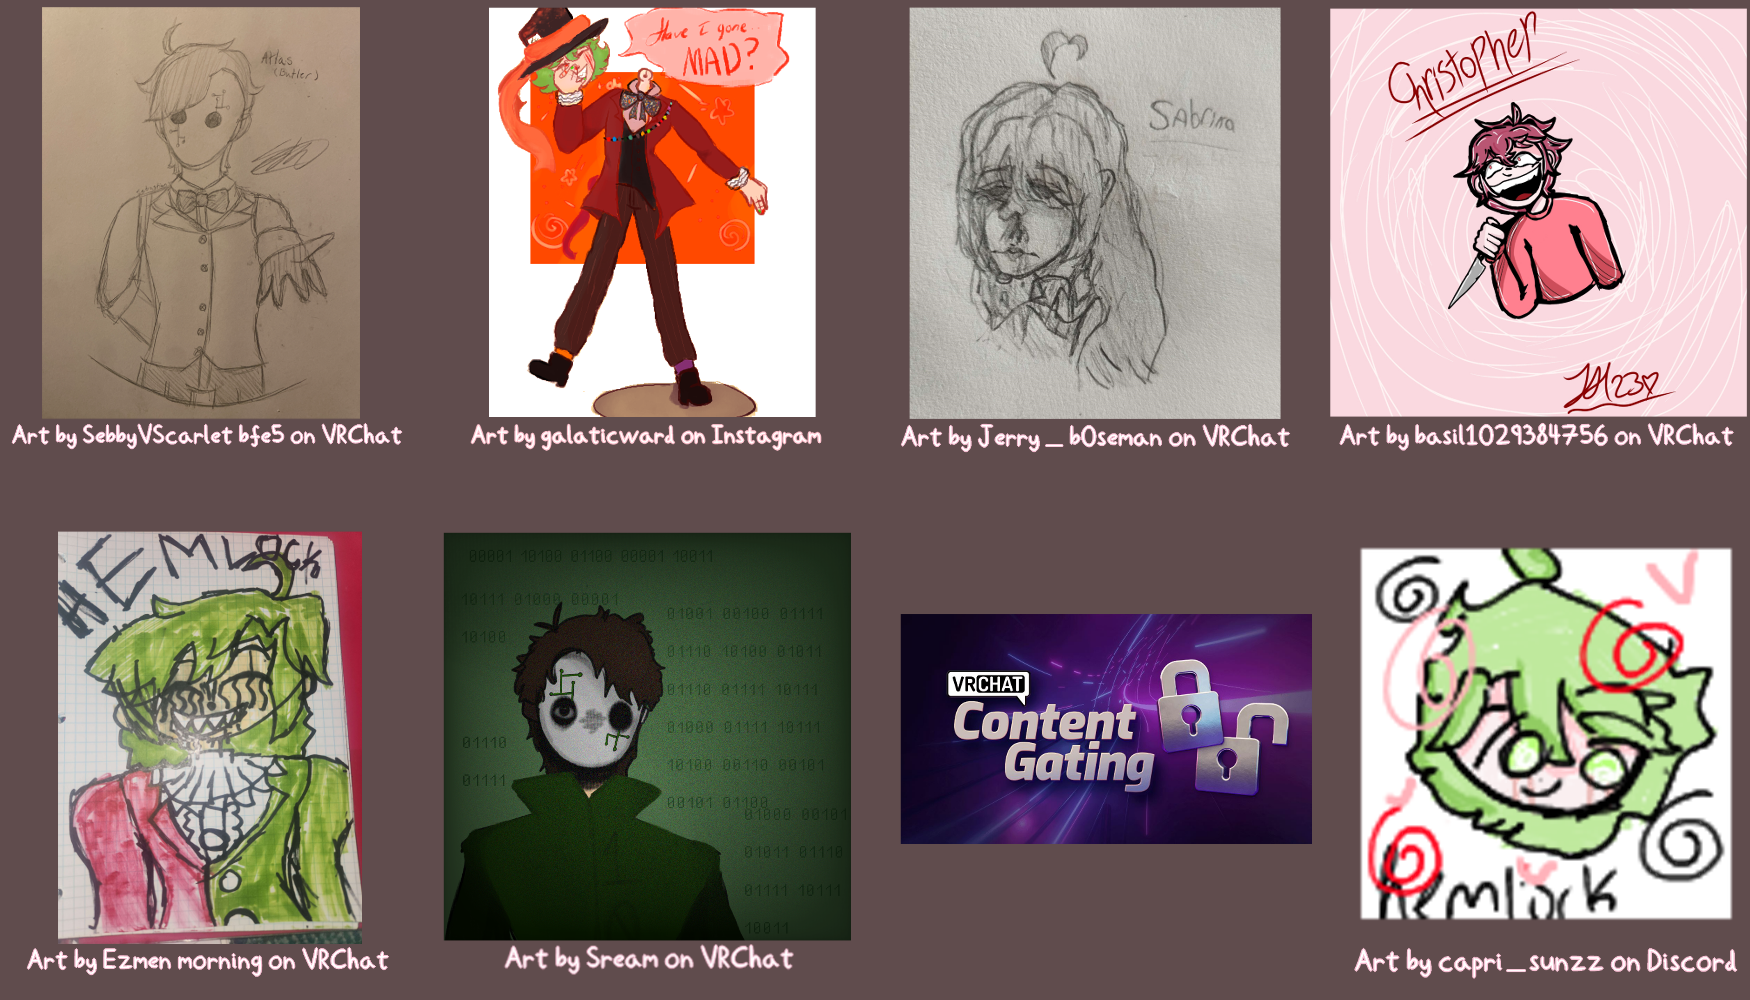 Atlas
(Butler)
Have I gone..
MAD?
Sabrina
Christopher
23
Art by SebbyVScarlet bfe5 on VRChat
Art by galaticward on Instagram
Art by Jerry_b0seman on VRChat
Art by basil1029384756 on VRChat
HEMLOCK
00001 10100 01100 00001 10011
10111 01000 00001
01001 00100 01111
10100
01110 10100 01011
01110 01111 10111
01000 01111 10111
01110
10100 00110 00101
01111
00101 01100
01000 00101
01011 01110
01111 10111
10011
VRCHAT
Content
Gating
Hemlock
Art by Ezmen morning on VRChat
Art by Sream on VRChat
Art by capri_sunzz on Discord